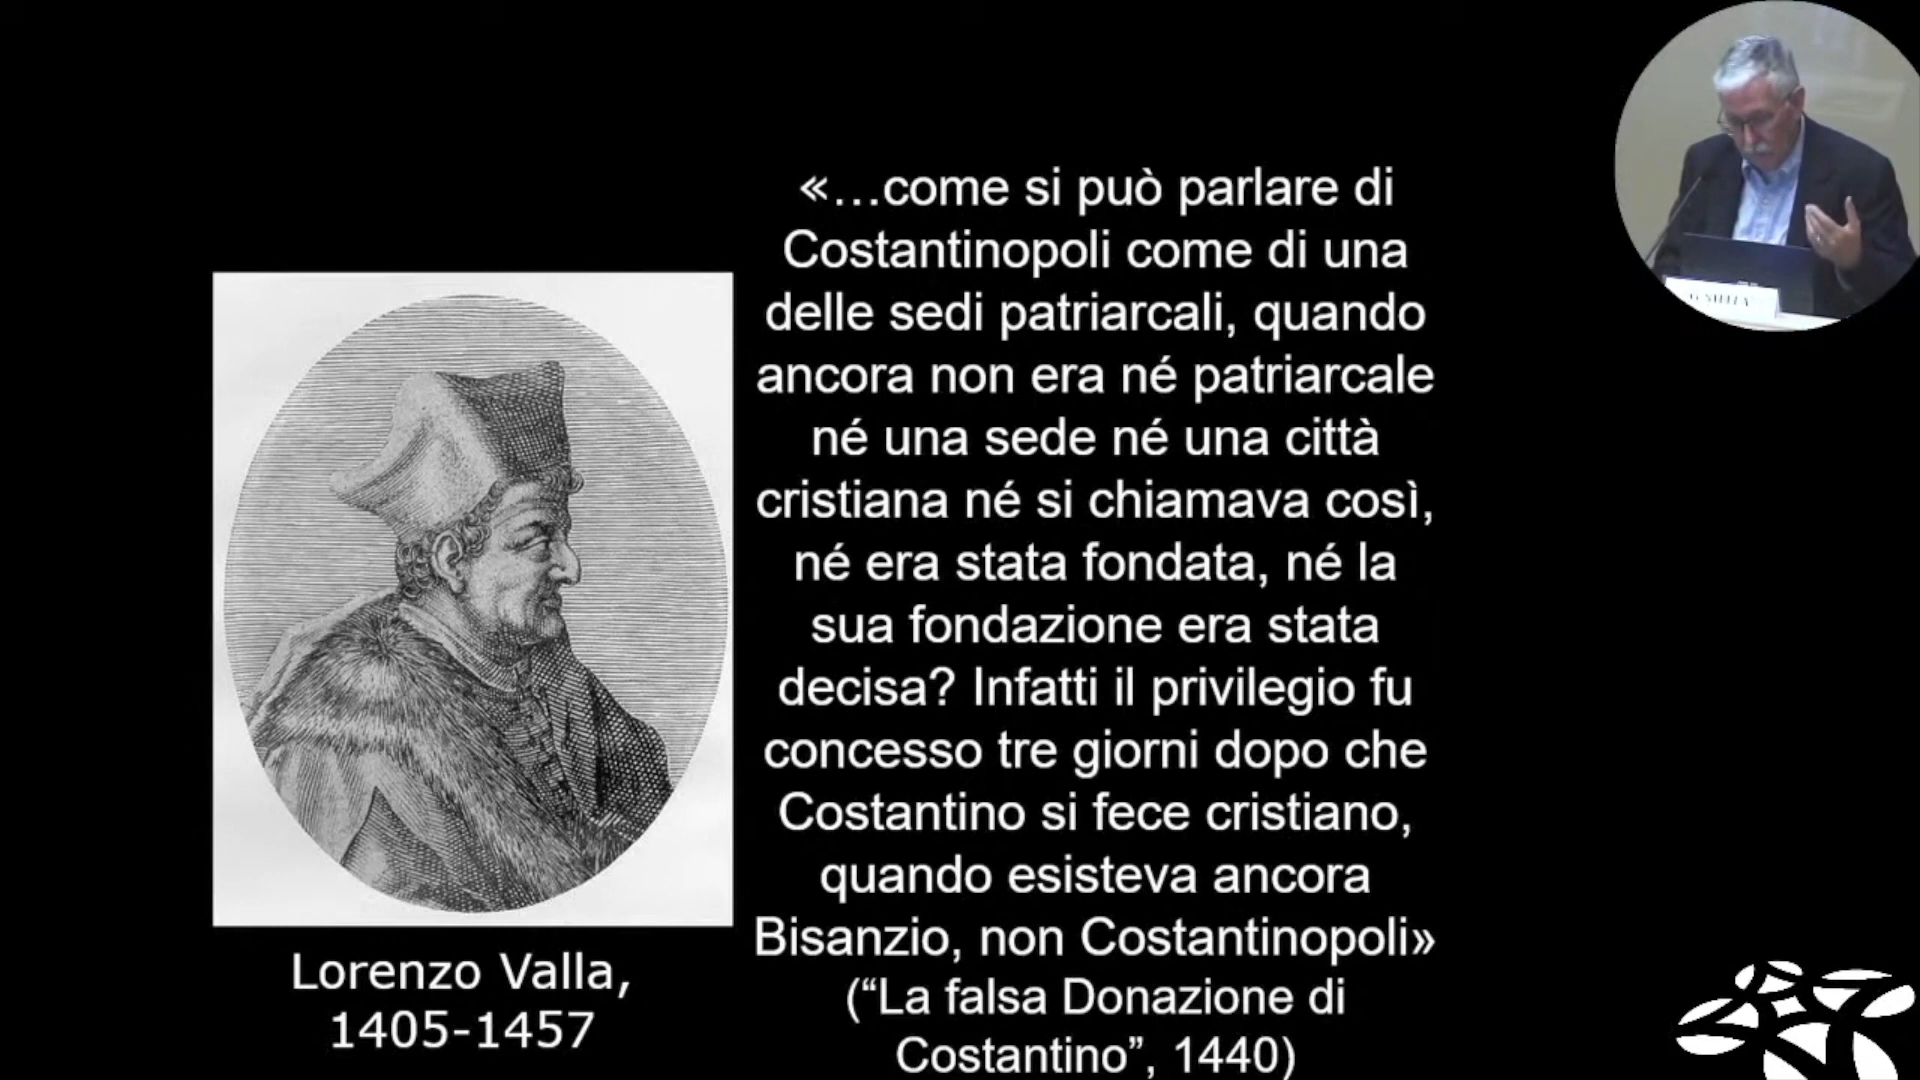 «…come si può parlare di
Costantinopoli come di una
delle sedi patriarcali, quando
ancora non era né patriarcale
né una sede né una città
cristiana né si chiamava così,
né era stata fondata, né la
sua fondazione era stata
decisa? Infatti il privilegio fu
concesso tre giorni dopo che
Costantino si fece cristiano,
quando esisteva ancora
Bisanzio, non Costantinopoli»
(“La falsa Donazione di
Costantino”, 1440)
Lorenzo Valla,
1405-1457